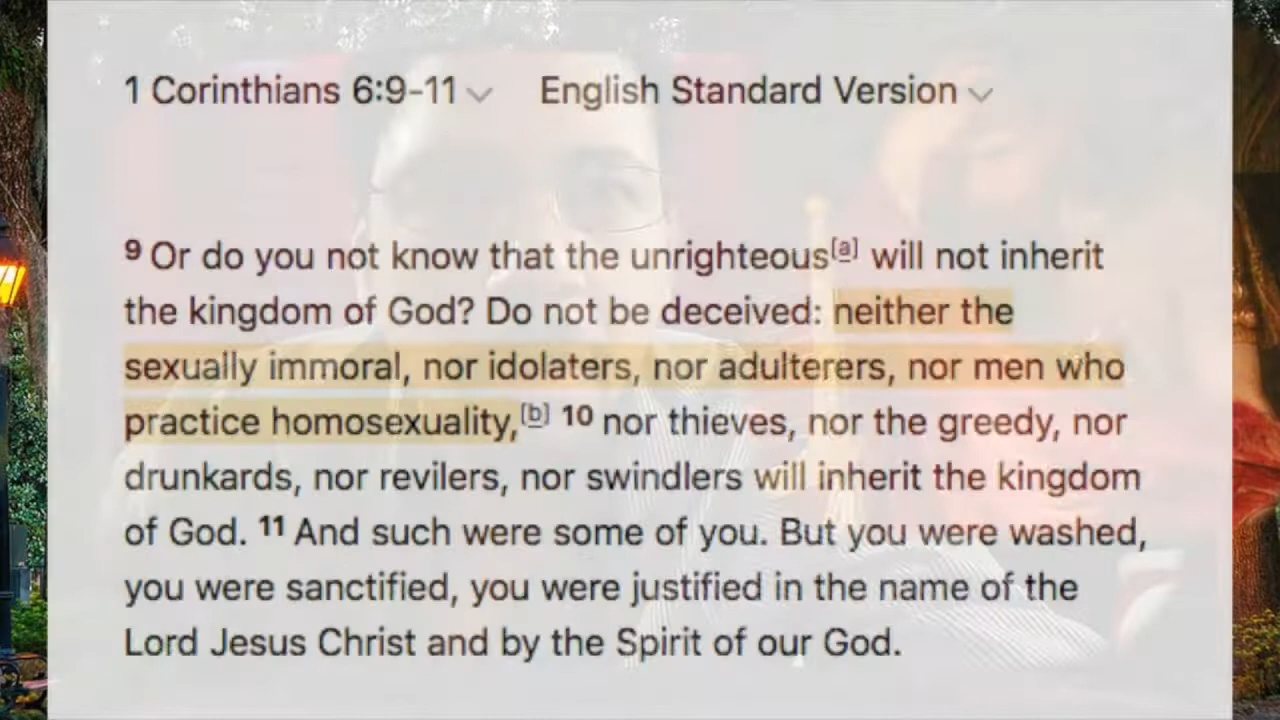 1 Corinthians 6:9-11 English Standard Version
9 Or do you not know that the unrighteous[a] will not inherit
the kingdom of God? Do not be deceived: neither the
sexually immoral, nor idolaters, nor adulterers, nor men who
practice homosexuality,[b] 10 nor thieves, nor the greedy, nor
drunkards, nor revilers, nor swindlers will inherit the kingdom
of God. 11 And such were some of you. But you were washed,
you were sanctified, you were justified in the name of the
Lord Jesus Christ and by the Spirit of our God.